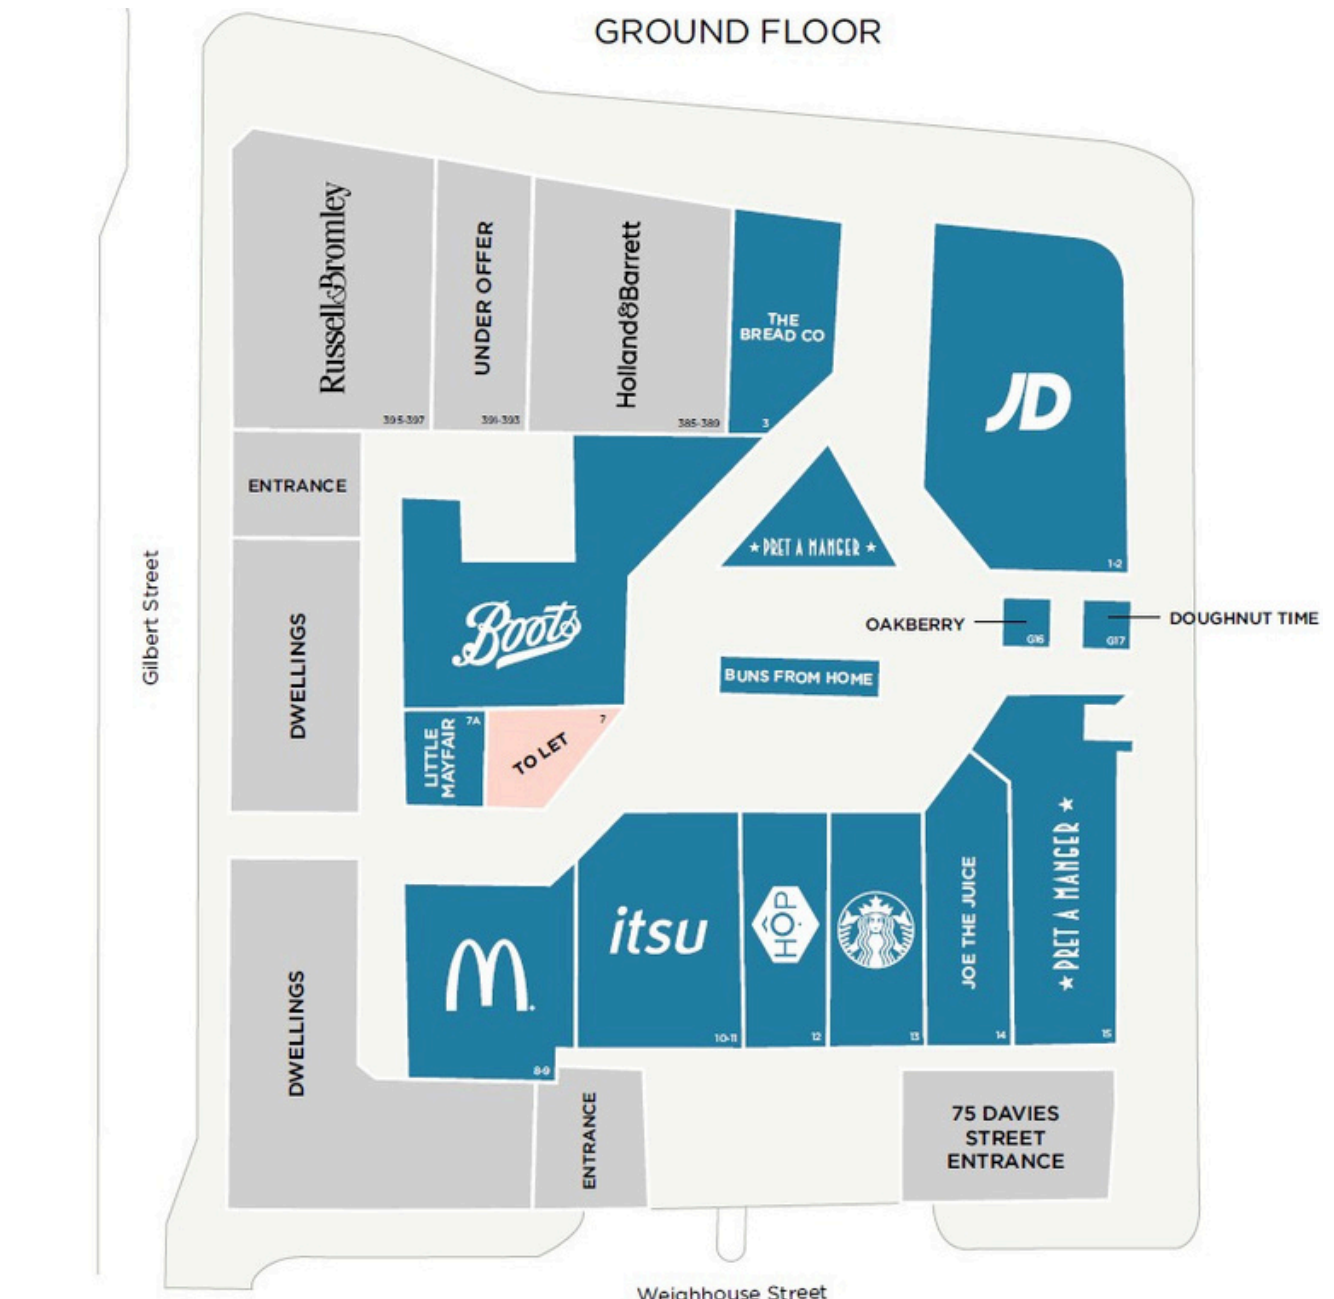 GROUND FLOOR
Russell&Bromley
395-397
UNDER OFFER
391-393
Holland&Barrett
385-389
THE
BREAD CO
3
JD
1-2
ENTRANCE
★ PRET A MANGER ★
Boots
OAKBERRY
G16
G17
DOUGHNUT TIME
BUNS FROM HOME
Gilbert Street
DWELLINGS
LITTLE
MAYFAIR
7A
TO LET
7
M
8-9
itsu
10-11
HOP
12
13
JOE THE JUICE
14
★ PRET A MANGER ★
15
DWELLINGS
ENTRANCE
75 DAVIES
STREET
ENTRANCE
Weighhouse Street